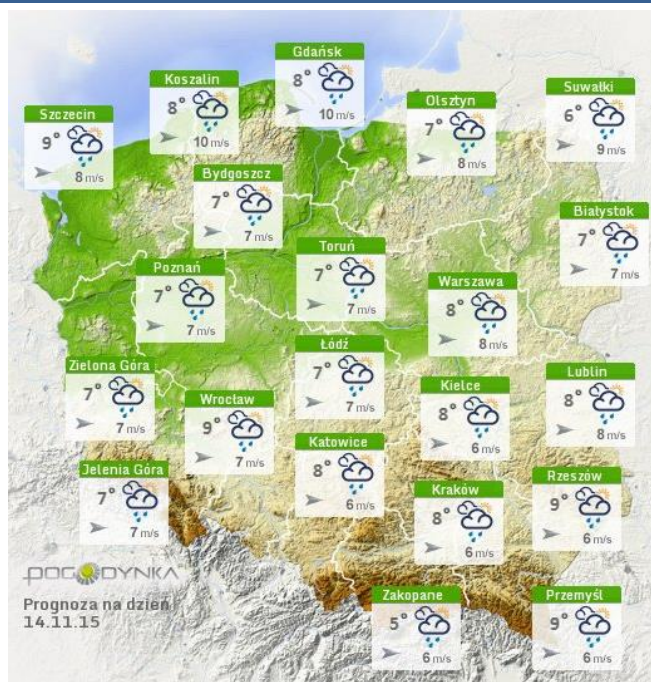 Gdańsk
8°
10 m/s
Koszalin
8°
10 m/s
Suwałki
6°
9 m/s
Olsztyn
7°
8 m/s
Szczecin
9°
8 m/s
Bydgoszcz
7°
7 m/s
Białystok
7°
7 m/s
Toruń
7°
7 m/s
Poznań
7°
7 m/s
Warszawa
8°
8 m/s
Łódź
7°
7 m/s
Zielona Góra
7°
7 m/s
Lublin
8°
8 m/s
Kielce
8°
6 m/s
Wrocław
9°
7 m/s
Katowice
8°
6 m/s
Jelenia Góra
7°
7 m/s
Rzeszów
9°
6 m/s
Kraków
8°
6 m/s
POGODYNKA
Prognoza na dzień
14.11.15
Zakopane
5°
6 m/s
Przemyśl
9°
6 m/s